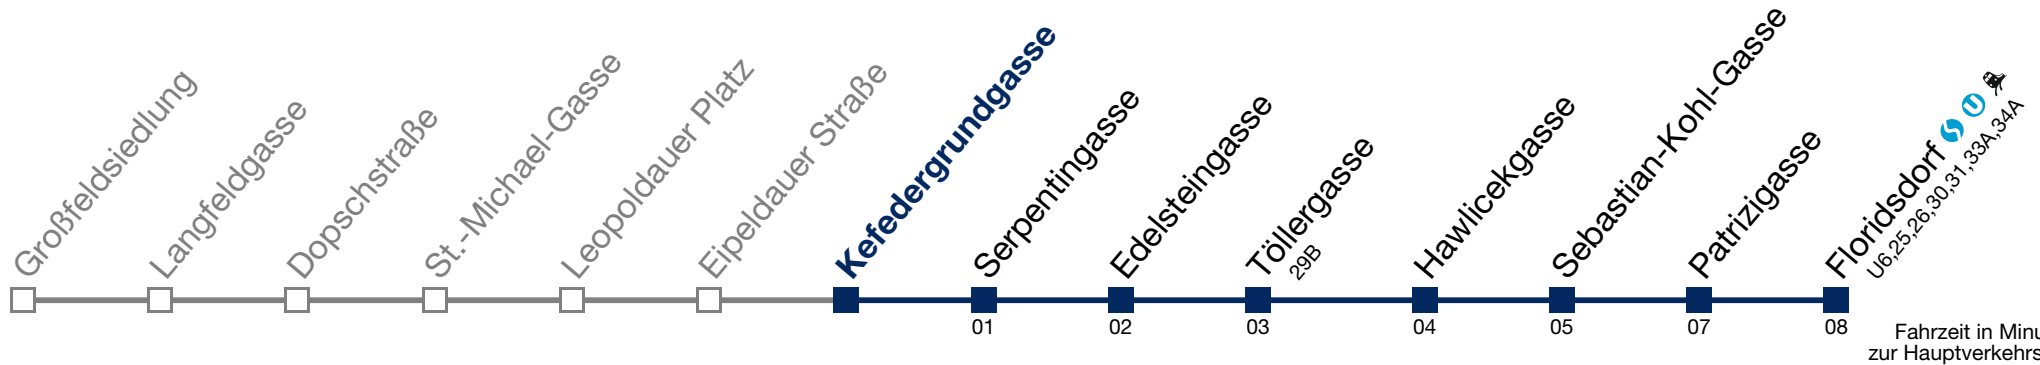 Großfeldsiedlung
Langfeldgasse
Dopschstraße
St.-Michael-Gasse
Leopoldauer Platz
Eipeldauer Straße
Kefedergrundgasse
Serpentingasse
Edelsteingasse
Töllergasse
29B
Hawlicekgasse
Sebastian-Kohl-Gasse
Patrizigasse
Floridsdorf
U
U6,25,26,30,31,33A,34A
01
02
03
04
05
07
08
Fahrzeit in Minu
zur Hauptverkehrs